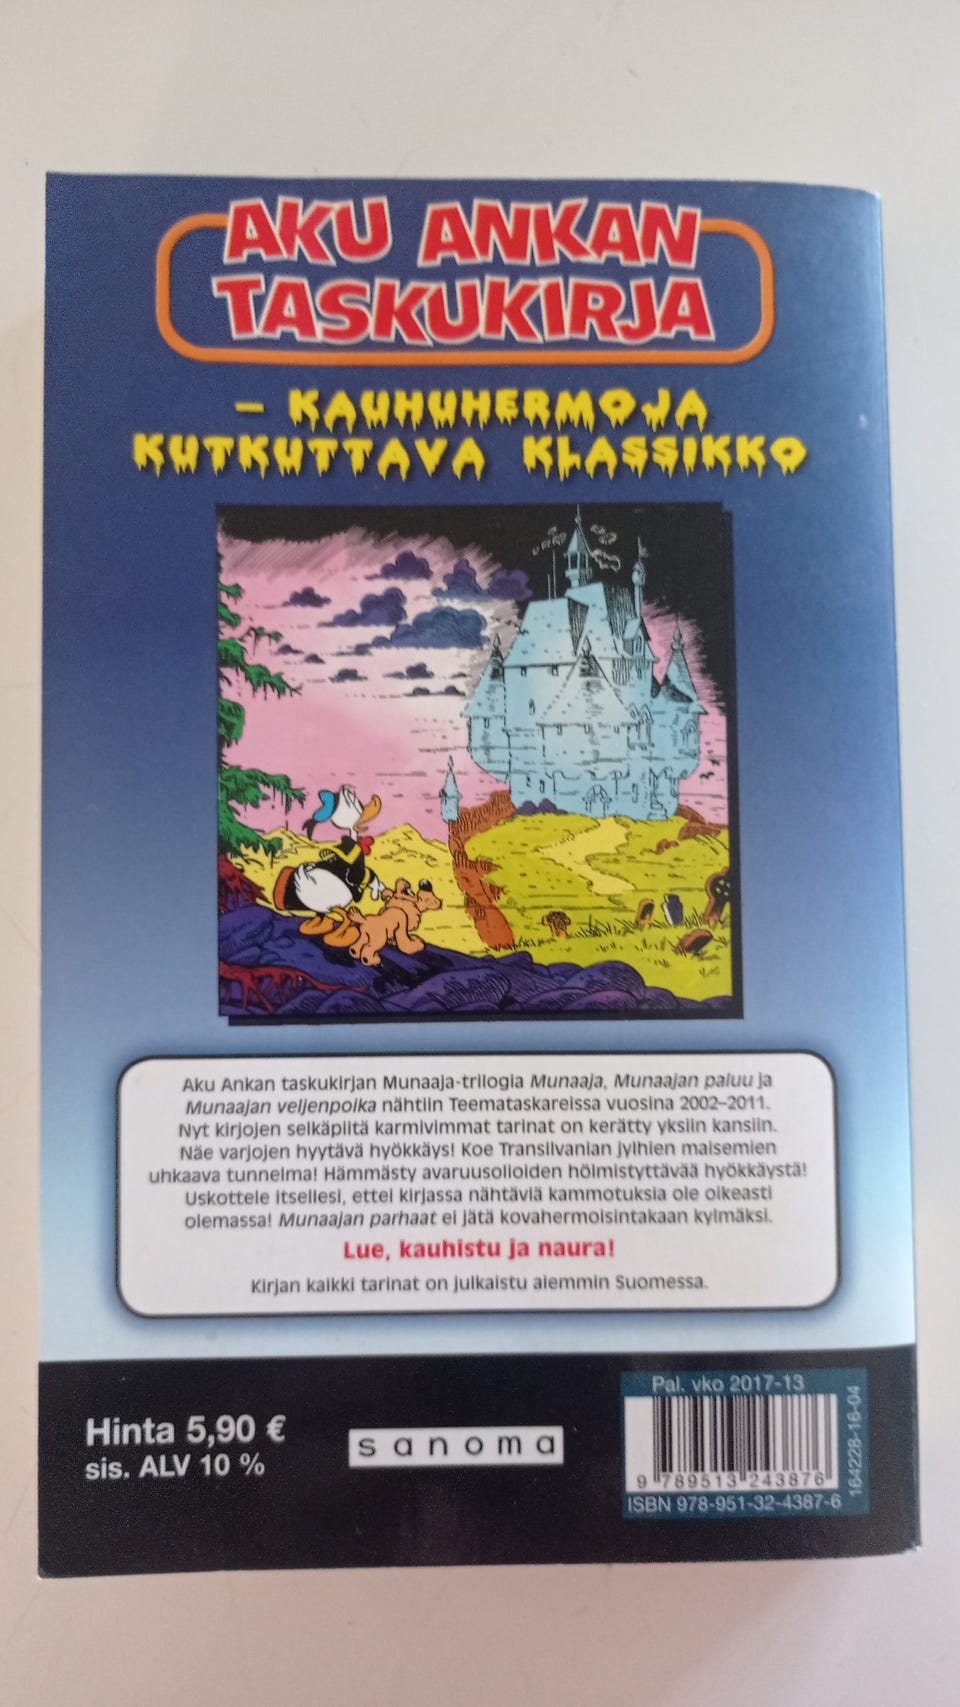 AKU ANKAN
TASKUKIRJA
– KAUHUHERMOJA
KUTKUTTAVA KLASSIKKO
Aku Ankan taskukirjan Munaaja-trilogia Munaaja, Munaajan paluu ja
Munaajan veljenpoika nähtiin Teemataskareissa vuosina 2002–2011.
Nyt kirjojen selkäpiitä karmivimmat tarinat on kerätty yksiin kansiin.
Näe varjojen hyytävä hyökkäys! Koe Transilvanian jylhien maisemien
uhkaava tunnelma! Hämmästy avaruusolioiden hölmistyttävää hyökkäystä!
Uskottele itsellesi, ettei kirjassa nähtäviä kammotuksia ole oikeasti
olemassa! Munaajan parhaat ei jätä kovahermoisintakaan kylmäksi.
Lue, kauhistu ja naura!
Kirjan kaikki tarinat on julkaistu aiemmin Suomessa.
Hinta 5,90 €
sis. ALV 10 %
sanoma
Pal. vko 2017-13
9 789513 243876
ISBN 978-951-32-4387-6
164228-16-04